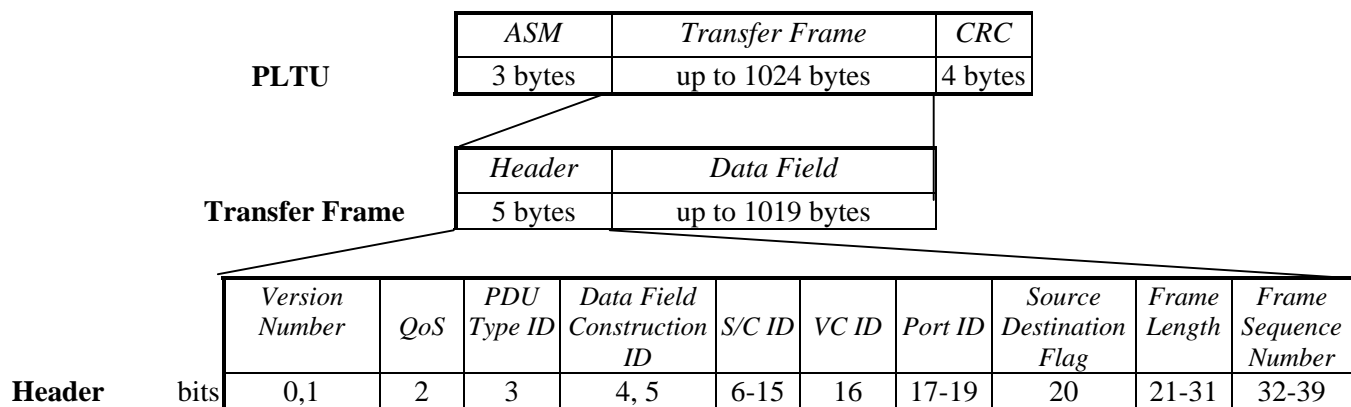 ASM Transfer Frame CRC
PLTU 3 bytes up to 1024 bytes 4 bytes
Header Data Field
Transfer Frame 5 bytes up to 1019 bytes
Version PDU Data Field Source Frame Frame
Number QoS Type ID Construction S/C ID VC ID Port ID Destination Length Sequence
ID Flag Number
Header bits 0,1 2 3 4, 5 6-15 16 17-19 20 21-31 32-39